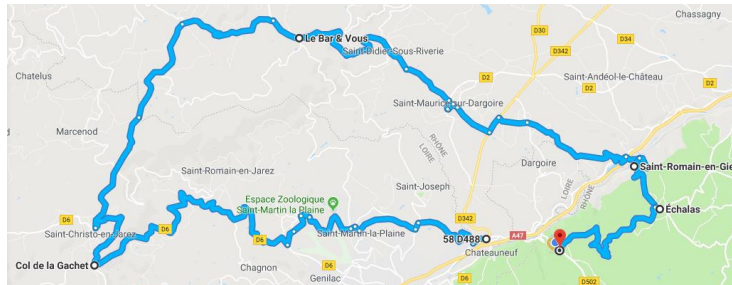 Chassagny
D30
Le Bar & Vous
D34
D342
Saint-Didier-Sous-Riverie
Chatelus
D2
Saint-Andéol-le-Château
D2
Saint-Maurice-sur-Dargoire
Marcenod
RHÔNE
LOIRE
Dargoire
Saint-Romain-en-Gie
Saint-Romain-en-Jarez
Saint-Joseph
LOIRE
RHÔNE
Espace Zoologique
Saint-Martin la Plaine
Échalas
D6
D342
Saint-Christo-en-Jarez
D6
Saint-Martin-la-Plaine
58 D488
A47
D6
Chateauneuf
Col de la Gachet
Chagnon
Genilac
D6
D502